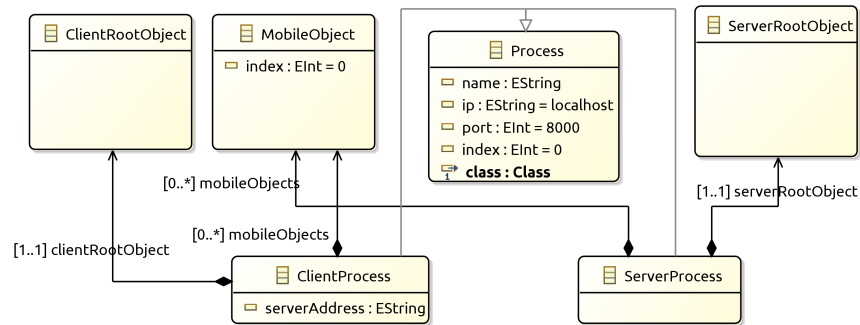 ClientRootObject
MobileObject
index : EInt = 0
Process
name : EString
ip : EString = localhost
port : EInt = 8000
index : EInt = 0
1
class : Class
ServerRootObject
[0..*] mobileObjects
[1..1] serverRootObject
[0..*] mobileObjects
[1..1] clientRootObject
ClientProcess
serverAddress : EString
ServerProcess